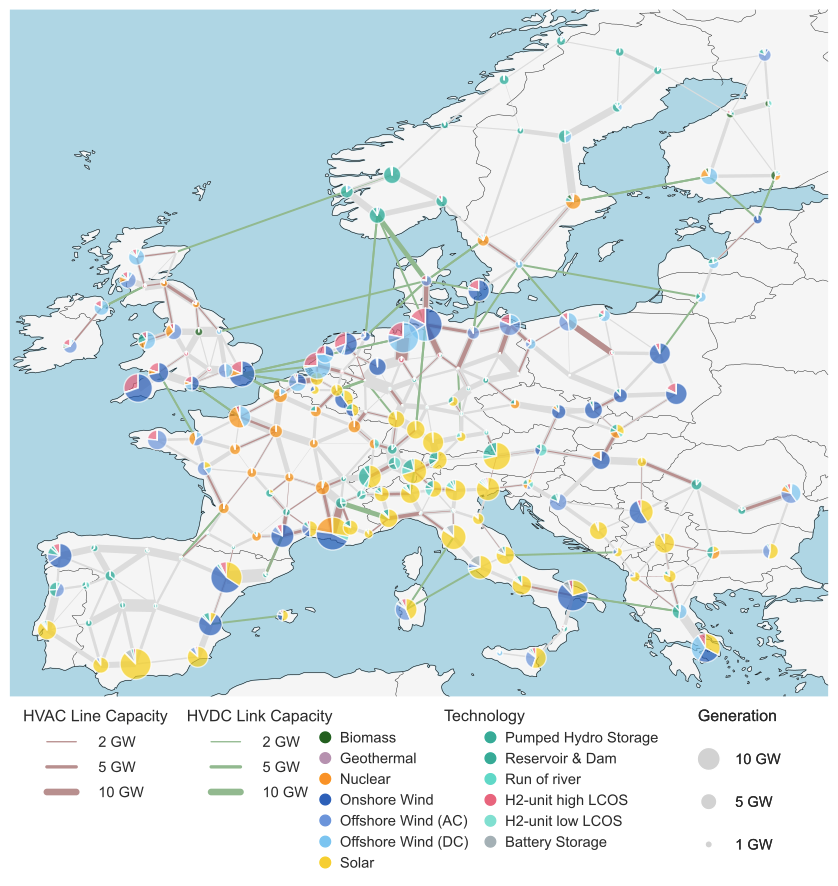 HVAC Line Capacity
2 GW
5 GW
10 GW
HVDC Link Capacity
2 GW
5 GW
10 GW
Technology
Biomass
Geothermal
Nuclear
Onshore Wind
Offshore Wind (AC)
Offshore Wind (DC)
Solar
Pumped Hydro Storage
Reservoir & Dam
Run of river
H2-unit high LCOS
H2-unit low LCOS
Battery Storage
Generation
10 GW
5 GW
1 GW